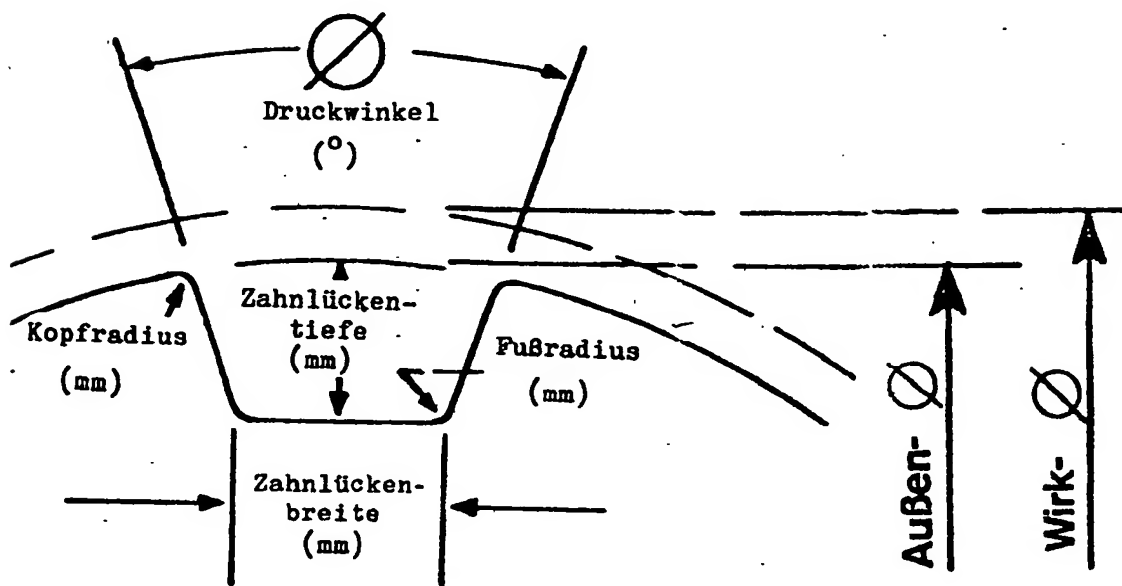 Ø
Druckwinkel
(°)
Zahnlücken-
tiefe
(mm)
Kopfradius
(mm)
Fußradius
(mm)
Zahnlücken-
breite
(mm)
Außen-Ø
Wirk-Ø